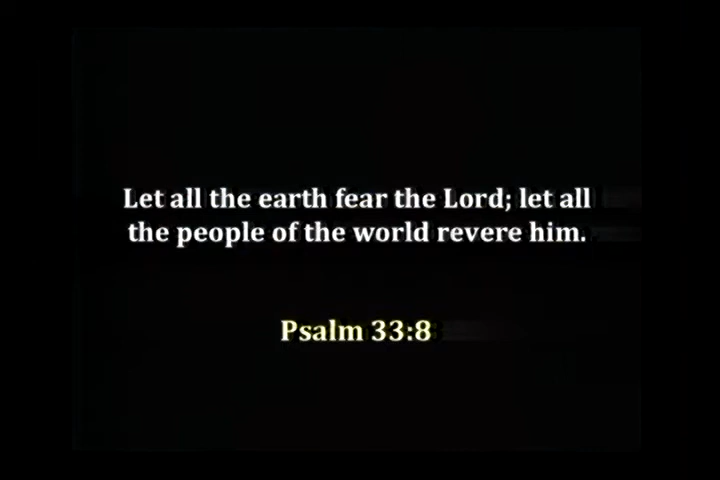 Let all the earth fear the Lord; let all
the people of the world revere him.
Psalm 33:8